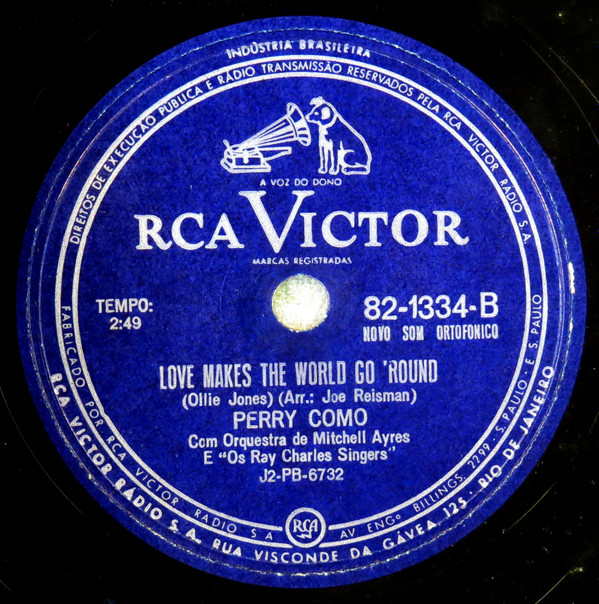 INDÚSTRIA BRASILEIRA
DIREITOS DE EXECUÇÃO PÚBLICA E RÁDIO TRANSMISSÃO RESERVADOS PELA RCA VICTOR RADIO S.A.
A VOZ DO DONO
RCA VICTOR
MARCAS REGISTRADAS
TEMPO:
2:49
82-1334-B
NOVO SOM ORTOFONICO
LOVE MAKES THE WORLD GO 'ROUND
(Ollie Jones) (Arr.: Joe Reisman)
PERRY COMO
Com Orquestra de Mitchell Ayres
E "Os Ray Charles Singers"
J2-PB-6732
FABRICADO POR RCA VICTOR RADIO S A
RCA
AV ENGº BILLINGS, 2299 - S. PAULO - E S. PAULO
RCA VICTOR RÁDIO S. A. RUA VISCONDE DA GÁVEA, 125 - RIO DE JANEIRO